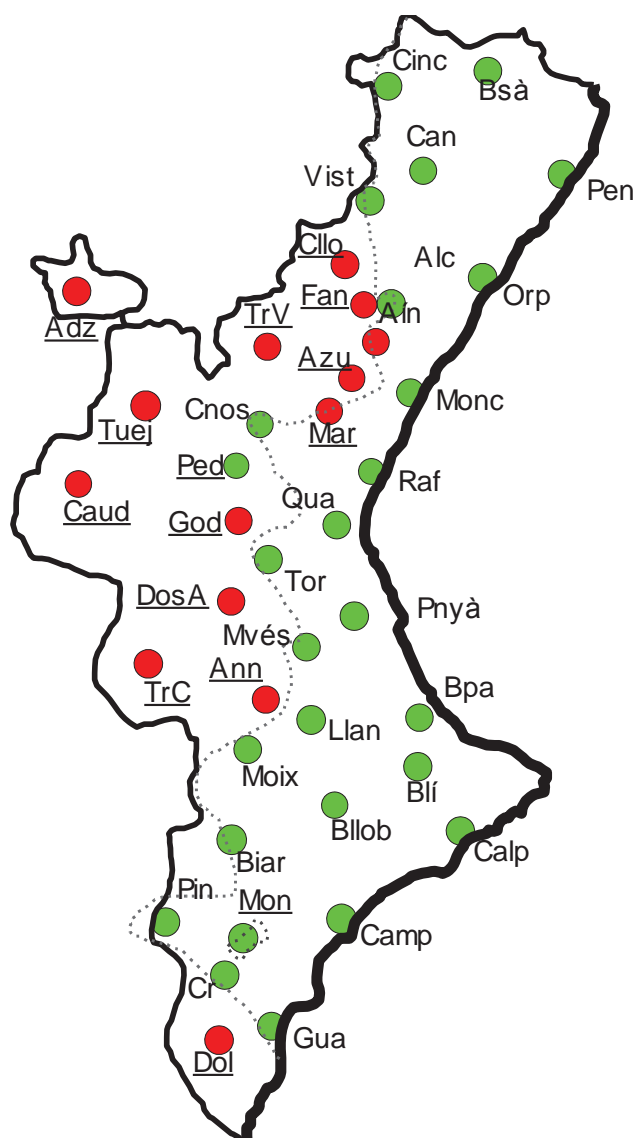 Cinc
Bsà
Can
Vist
Pen
Cllo
Alc
Fan
Orp
Adz
TrV
Aín
Azu
Monc
Tuej
Cnos
Mar
Ped
Raf
Caud
Qua
God
Tor
DosA
Pnyà
Mvés
Ann
TrC
Bpa
Llan
Moix
Blí
Bllob
Calp
Biar
Pin
Mon
Camp
Cr
Gua
Dol